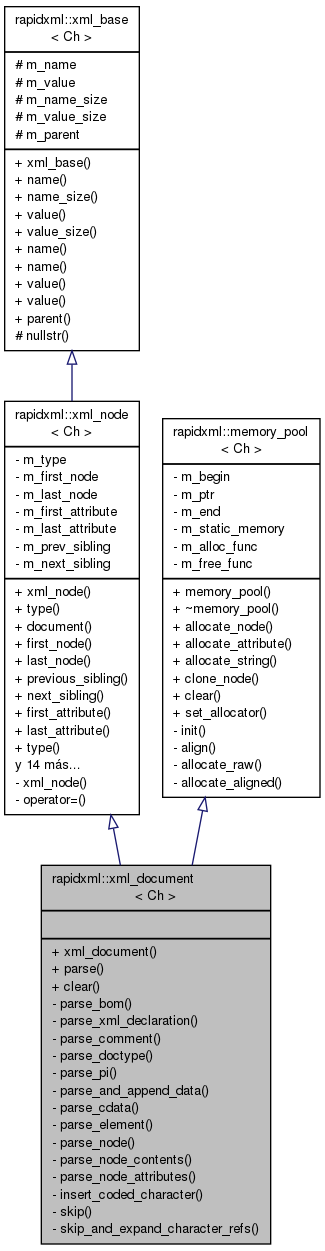 rapidxml::xml_base
< Ch >
# m_name
# m_value
# m_name_size
# m_value_size
# m_parent
+ xml_base()
+ name()
+ name_size()
+ value()
+ value_size()
+ name()
+ name()
+ value()
+ value()
+ parent()
# nullstr()
rapidxml::xml_node
< Ch >
- m_type
- m_first_node
- m_last_node
- m_first_attribute
- m_last_attribute
- m_prev_sibling
- m_next_sibling
+ xml_node()
+ type()
+ document()
+ first_node()
+ last_node()
+ previous_sibling()
+ next_sibling()
+ first_attribute()
+ last_attribute()
+ type()
y 14 más...
- xml_node()
- operator=()
rapidxml::memory_pool
< Ch >
- m_begin
- m_ptr
- m_end
- m_static_memory
- m_alloc_func
- m_free_func
+ memory_pool()
+ ~memory_pool()
+ allocate_node()
+ allocate_attribute()
+ allocate_string()
+ clone_node()
+ clear()
+ set_allocator()
- init()
- align()
- allocate_raw()
- allocate_aligned()
rapidxml::xml_document
< Ch >
+ xml_document()
+ parse()
+ clear()
- parse_bom()
- parse_xml_declaration()
- parse_comment()
- parse_doctype()
- parse_pi()
- parse_and_append_data()
- parse_cdata()
- parse_element()
- parse_node()
- parse_node_contents()
- parse_node_attributes()
- insert_coded_character()
- skip()
- skip_and_expand_character_refs()